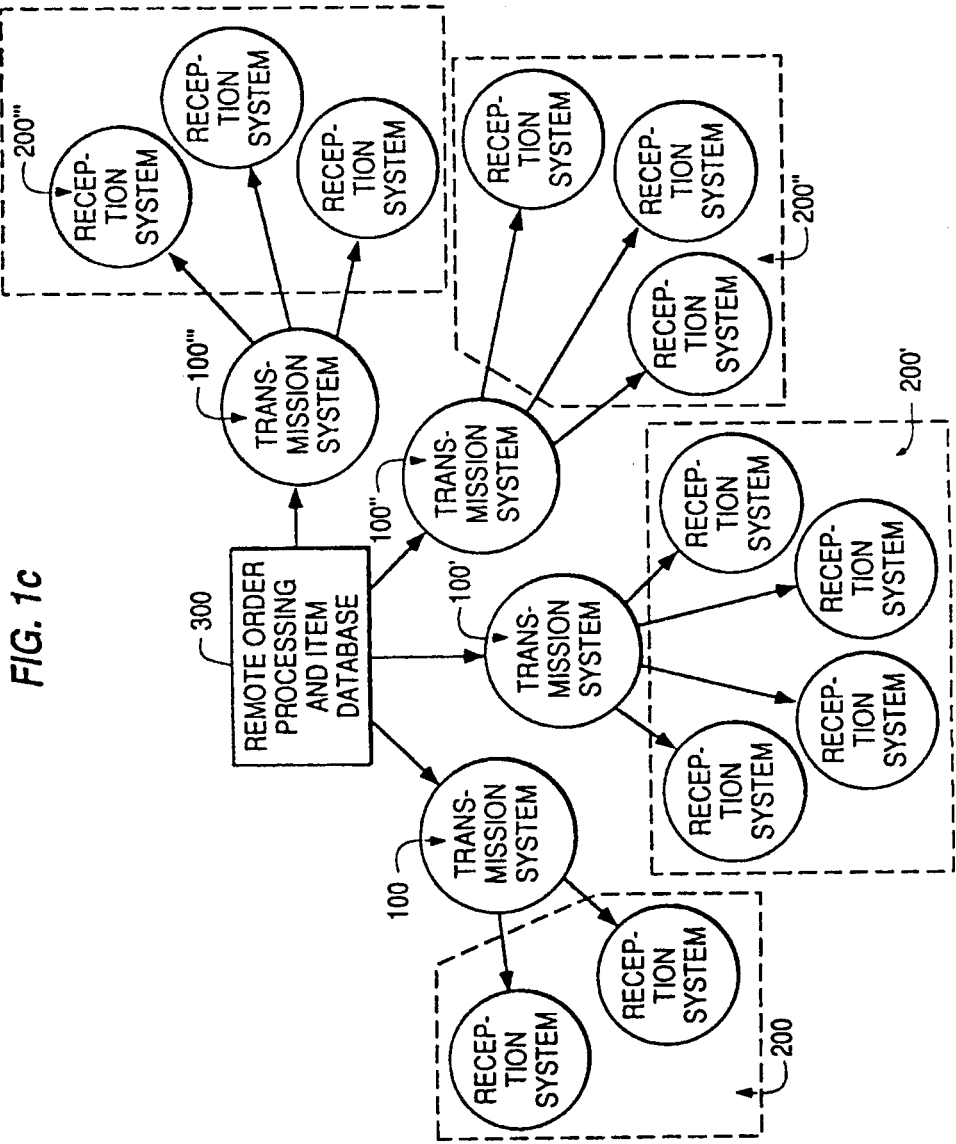 FIG. 1c
300
REMOTE ORDER
PROCESSING
AND ITEM
DATABASE
100
TRANS-
MISSION
SYSTEM
100'
TRANS-
MISSION
SYSTEM
100"
TRANS-
MISSION
SYSTEM
100'"
TRANS-
MISSION
SYSTEM
RECEP-
TION
SYSTEM
RECEP-
TION
SYSTEM
200
RECEP-
TION
SYSTEM
RECEP-
TION
SYSTEM
RECEP-
TION
SYSTEM
RECEP-
TION
SYSTEM
200'
RECEP-
TION
SYSTEM
RECEP-
TION
SYSTEM
RECEP-
TION
SYSTEM
200"
200'"
RECEP-
TION
SYSTEM
RECEP-
TION
SYSTEM
RECEP-
TION
SYSTEM